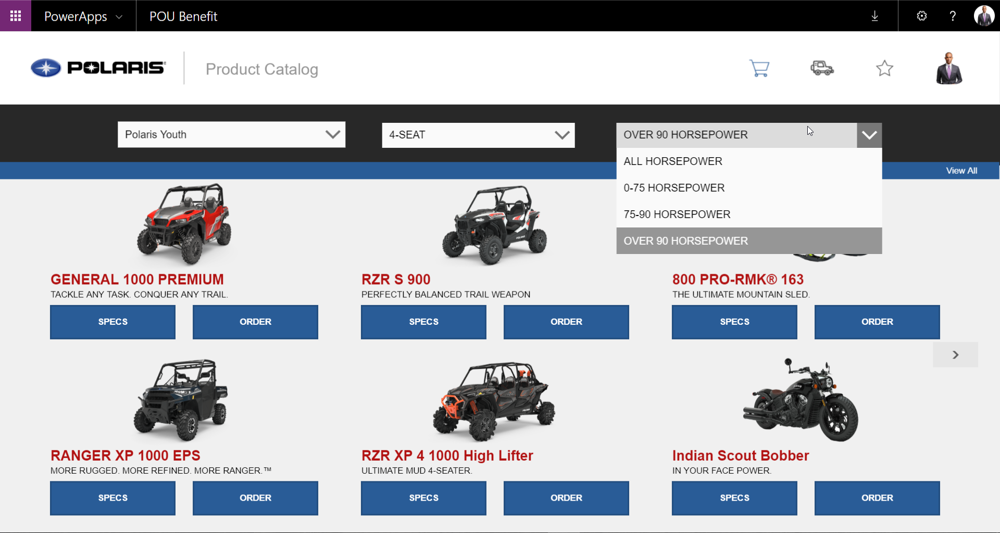 PowerApps
POU Benefit
?
POLARIS
Product Catalog
Polaris Youth
4-SEAT
OVER 90 HORSEPOWER
ALL HORSEPOWER
0-75 HORSEPOWER
75-90 HORSEPOWER
OVER 90 HORSEPOWER
View All
GENERAL 1000 PREMIUM
TACKLE ANY TASK. CONQUER ANY TRAIL.
SPECS
ORDER
RZR S 900
PERFECTLY BALANCED TRAIL WEAPON
SPECS
ORDER
800 PRO-RMK® 163
THE ULTIMATE MOUNTAIN SLED.
SPECS
ORDER
RANGER XP 1000 EPS
MORE RUGGED. MORE REFINED. MORE RANGER.™
SPECS
ORDER
RZR XP 4 1000 High Lifter
ULTIMATE MUD 4-SEATER.
SPECS
ORDER
Indian Scout Bobber
IN YOUR FACE POWER.
SPECS
ORDER